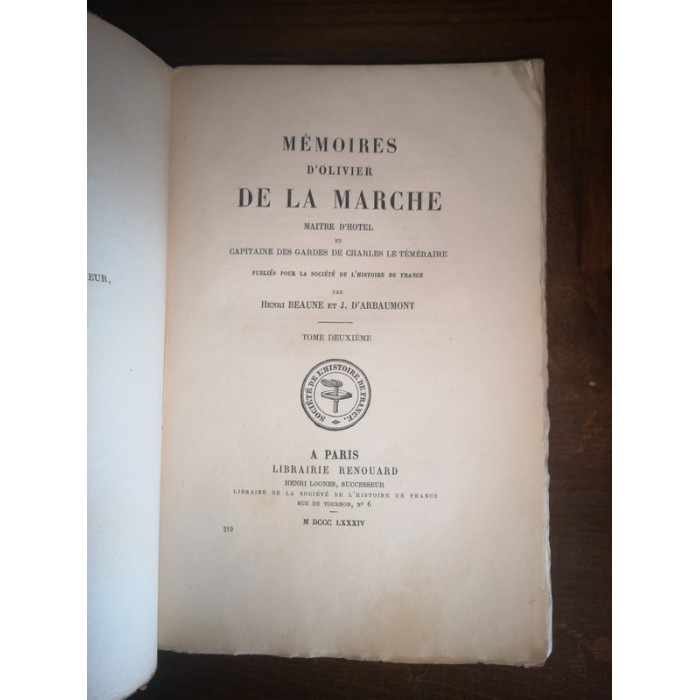 EUR,
MÉMOIRES
D'OLIVIER
DE LA MARCHE
MAITRE D'HOTEL
ET
CAPITAINE DES GARDES DE CHARLES LE TÉMÉRAIRE
PUBLIÉS POUR LA SOCIÉTÉ DE L'HISTOIRE DE FRANCE
PAR
HENRI BEAUNE ET J. D'ARBAUMONT
TOME DEUXIÈME
SOCIÉTÉ DE L'HISTOIRE DE FRANCE.
A PARIS
LIBRAIRIE RENOUARD
HENRI LOONES, SUCCESSEUR
LIBRAIRE DE LA SOCIÉTÉ DE L'HISTOIRE DE FRANCE
RUE DE TOURNON, Nº 6
M DCCC LXXXIV
219